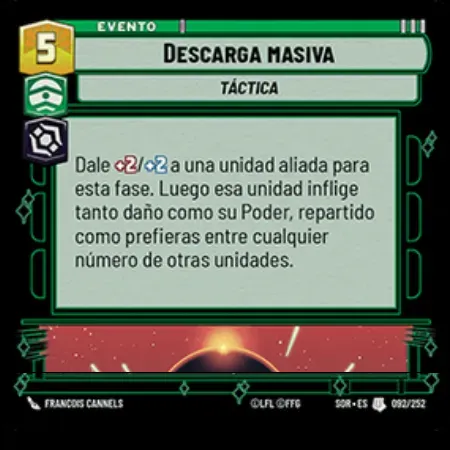 EVENTO
5
DESCARGA MASIVA
TÁCTICA
Dale +2/+2 a una unidad aliada para
esta fase. Luego esa unidad inflige
tanto daño como su Poder, repartido
como prefieras entre cualquier
número de otras unidades.
FRANCOIS CANNELS
©LFL ©FFG
SOR • ES
092/252